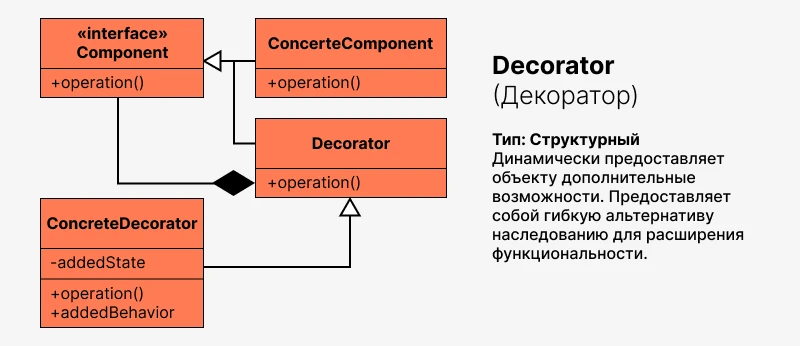 «interface»
Component
+operation()
ConcerteComponent
+operation()
Decorator
+operation()
ConcreteDecorator
-addedState
+operation()
+addedBehavior
Decorator
(Декоратор)
Тип: Структурный
Динамически предоставляет
объекту дополнительные
возможности. Предоставляет
собой гибкую альтернативу
наследованию для расширения
функциональности.